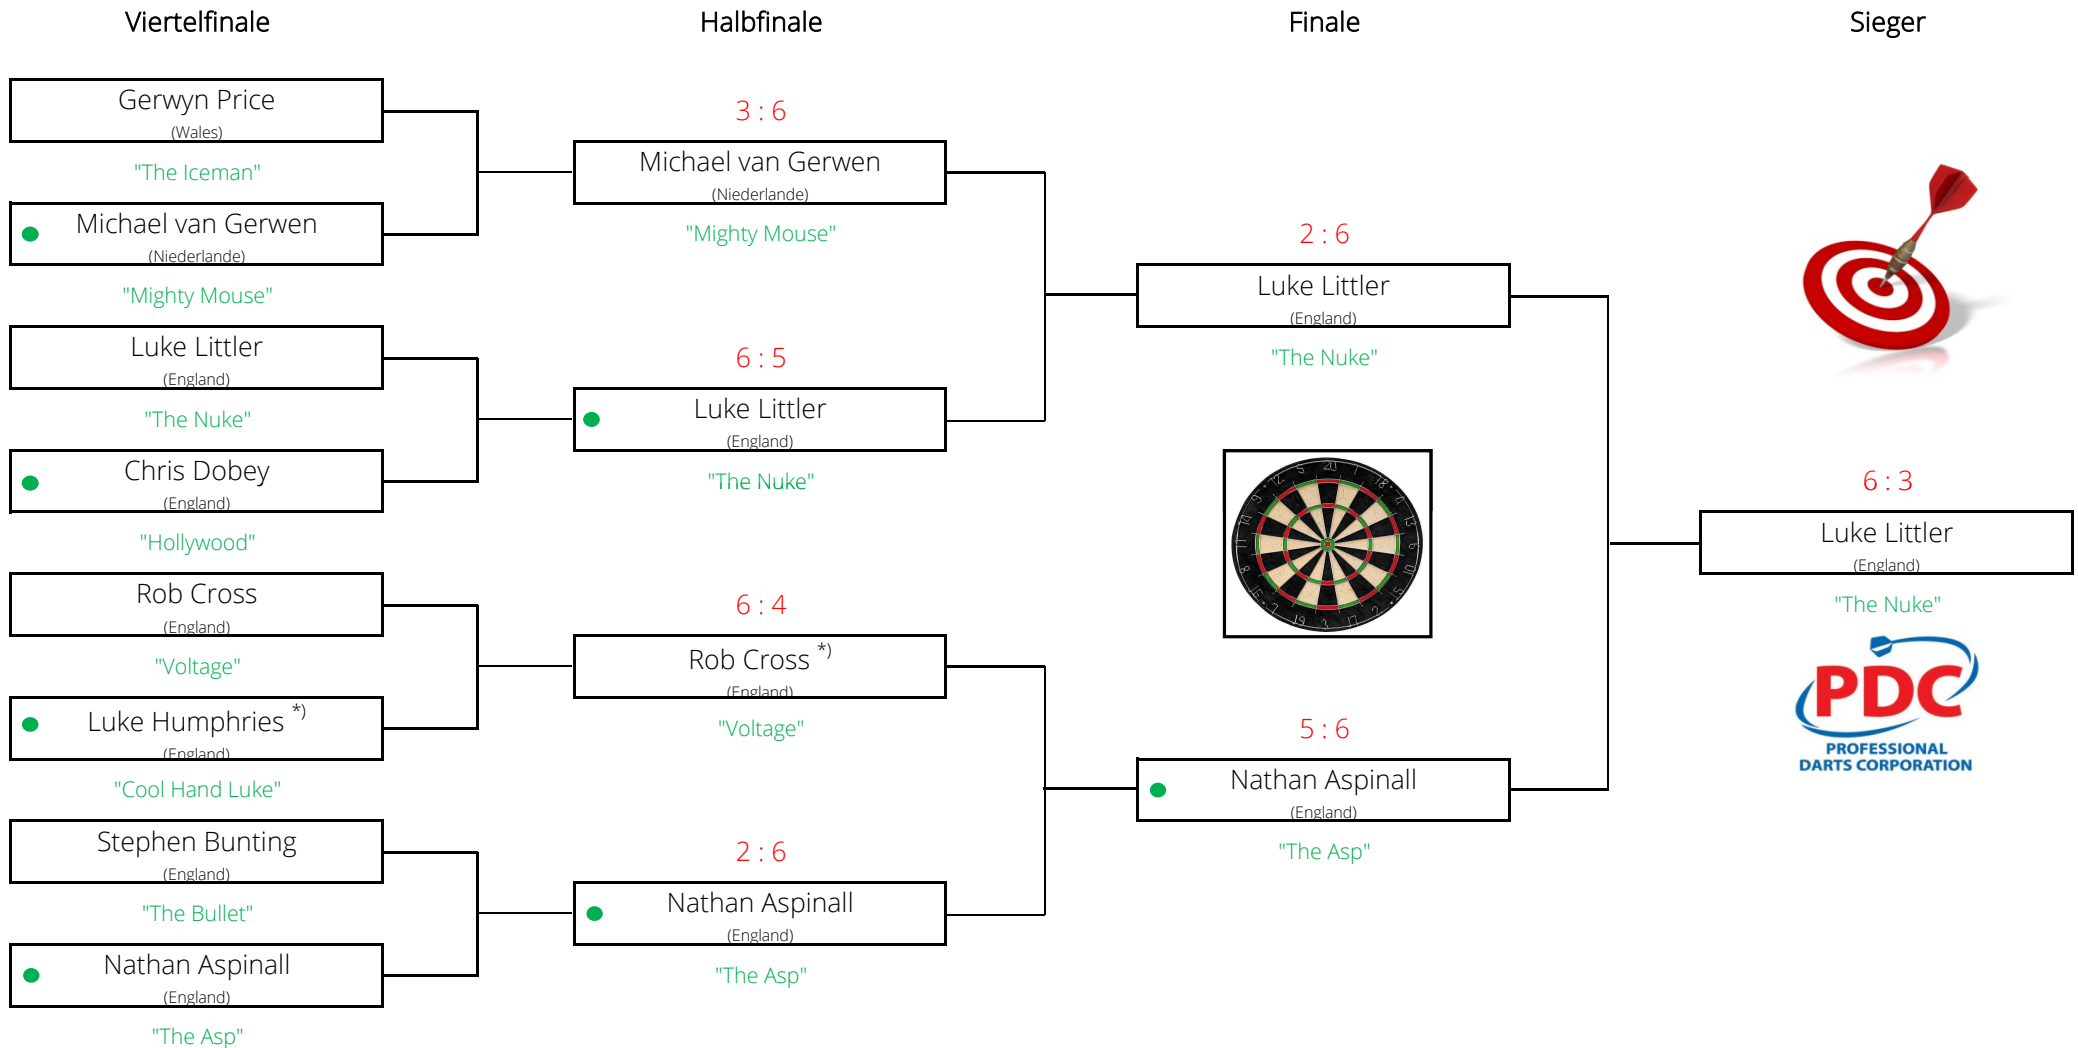 Viertelfinale
Halbfinale
Finale
Sieger
Gerwyn Price
(Wales)
"The Iceman"
Michael van Gerwen
(Niederlande)
"Mighty Mouse"
Luke Littler
(England)
"The Nuke"
Chris Dobey
(England)
"Hollywood"
Rob Cross
(England)
"Voltage"
Luke Humphries *)
(England)
"Cool Hand Luke"
Stephen Bunting
(England)
"The Bullet"
Nathan Aspinall
(England)
"The Asp"
3 : 6
Michael van Gerwen
(Niederlande)
"Mighty Mouse"
6 : 5
Luke Littler
(England)
"The Nuke"
6 : 4
Rob Cross *)
(England)
"Voltage"
2 : 6
Nathan Aspinall
(England)
"The Asp"
2 : 6
Luke Littler
(England)
"The Nuke"
5 : 6
Nathan Aspinall
(England)
"The Asp"
6 : 3
Luke Littler
(England)
"The Nuke"
PDC
PROFESSIONAL
DARTS CORPORATION